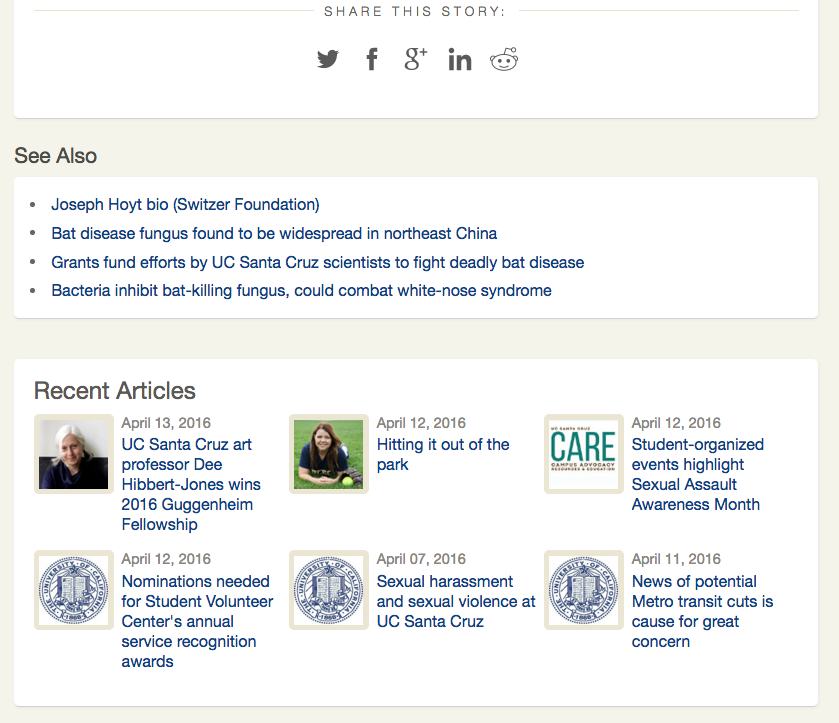 SHARE THIS STORY:
See Also
Joseph Hoyt bio (Switzer Foundation)
Bat disease fungus found to be widespread in northeast China
Grants fund efforts by UC Santa Cruz scientists to fight deadly bat disease
Bacteria inhibit bat-killing fungus, could combat white-nose syndrome
Recent Articles
April 13, 2016
UC Santa Cruz art
professor Dee
Hibbert-Jones wins
2016 Guggenheim
Fellowship
April 12, 2016
Hitting it out of the
park
UC SANTA CRUZ
CARE
CAMPUS ADVOCACY
RESOURCES & EDUCATION
April 12, 2016
Student-organized
events highlight
Sexual Assault
Awareness Month
April 12, 2016
Nominations needed
for Student Volunteer
Center's annual
service recognition
awards
April 07, 2016
Sexual harassment
and sexual violence at
UC Santa Cruz
April 11, 2016
News of potential
Metro transit cuts is
cause for great
concern